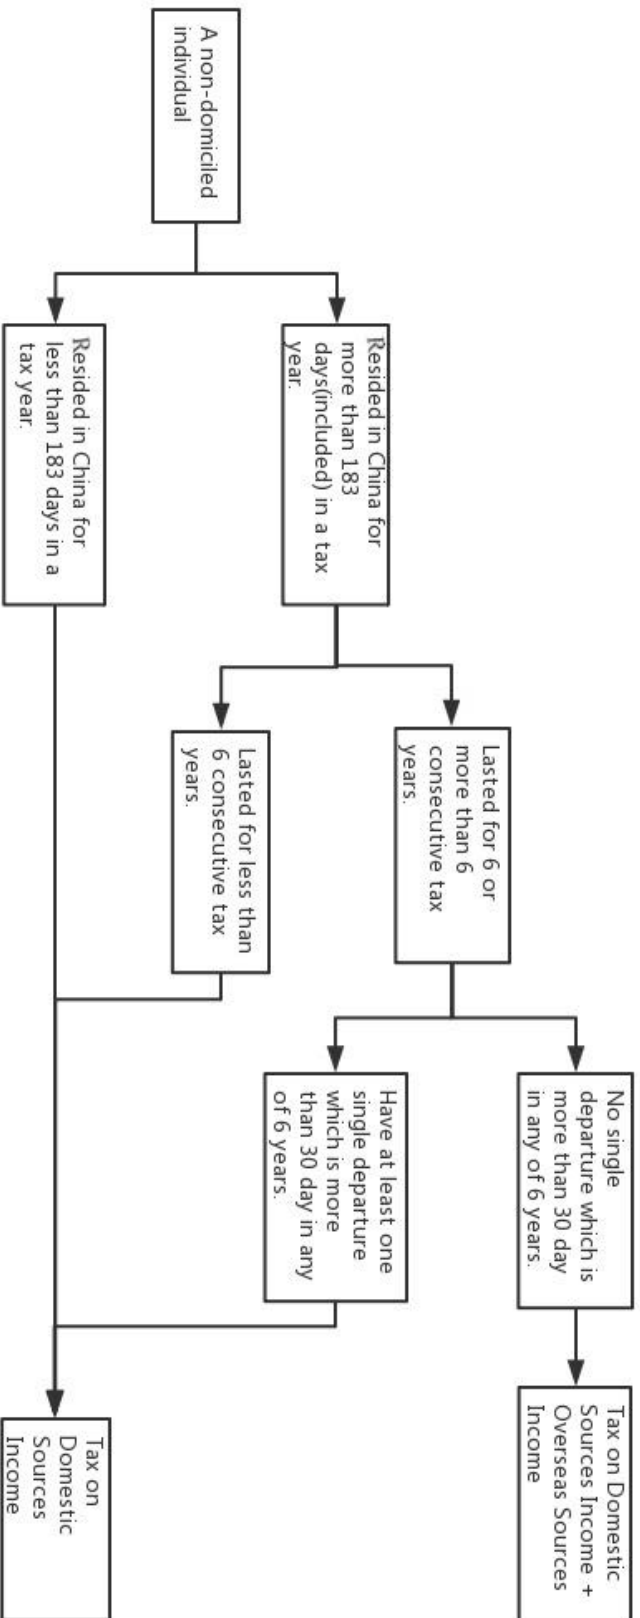 A non-domiciled
individual
Resided in China for
more than 183
days(included) in a tax
year.
Resided in China for
less than 183 days in a
tax year.
Lasted for 6 or
more than 6
consecutive tax
years.
Lasted for less than
6 consecutive tax
years.
No single
departure which is
more than 30 day
in any of 6 years.
Have at least one
single departure
which is more
than 30 day in any
of 6 years.
Tax on Domestic
Sources Income +
Overseas Sources
Income
Tax on
Domestic
Sources
Income